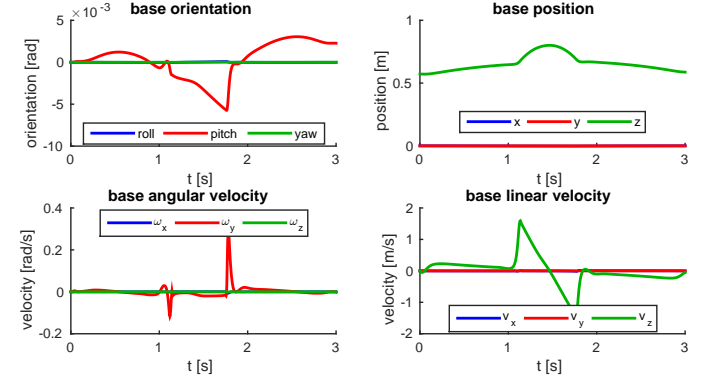 base orientation
× 10⁻³
5
0
-5
-10
orientation [rad]
roll pitch yaw
0 1 2 3
t [s]
base position
1
0.5
0
position [m]
x y z
0 1 2 3
t [s]
base angular velocity
0.4
0.2
0
-0.2
velocity [rad/s]
ωx ωy ωz
0 1 2 3
t [s]
base linear velocity
2
1
0
-1
-2
velocity [m/s]
vx vy vz
0 1 2 3
t [s]